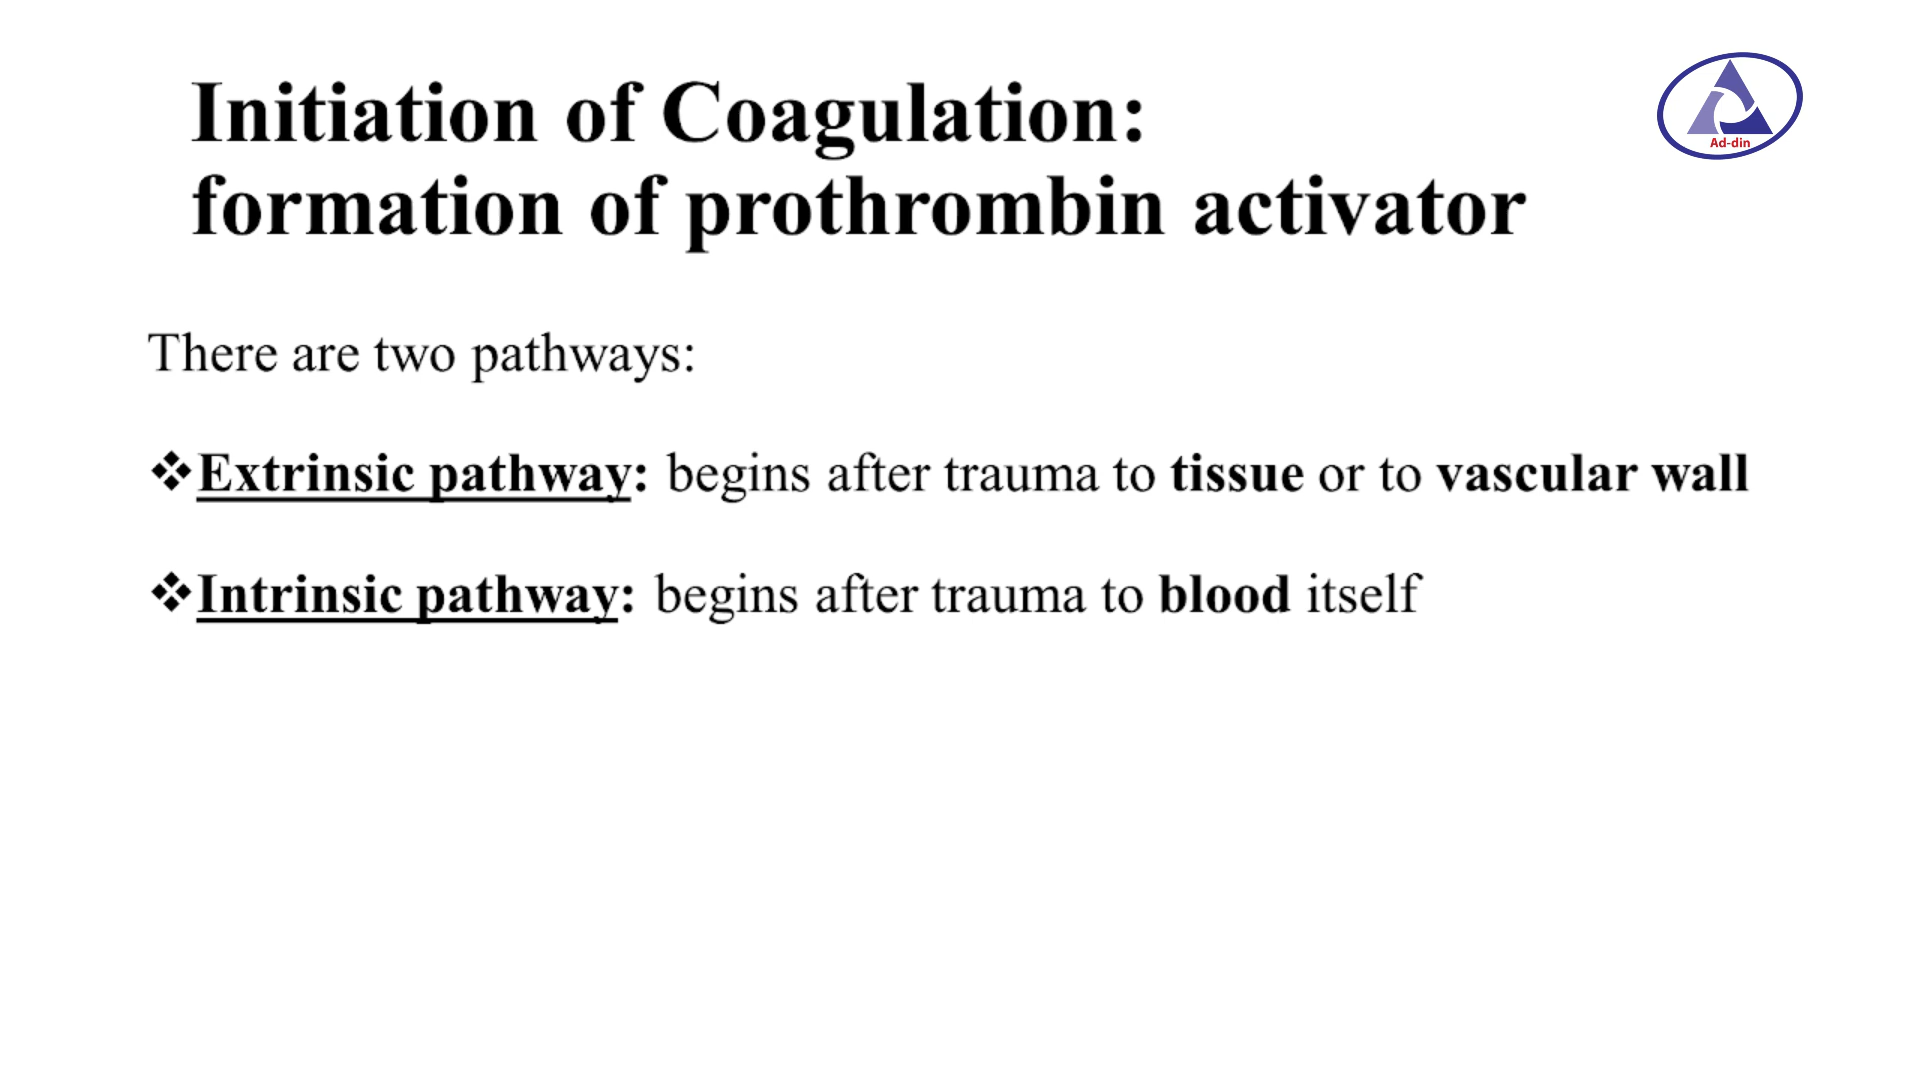 Initiation of Coagulation:
formation of prothrombin activator
Ad-din
There are two pathways:
❖Extrinsic pathway: begins after trauma to tissue or to vascular wall
❖Intrinsic pathway: begins after trauma to blood itself